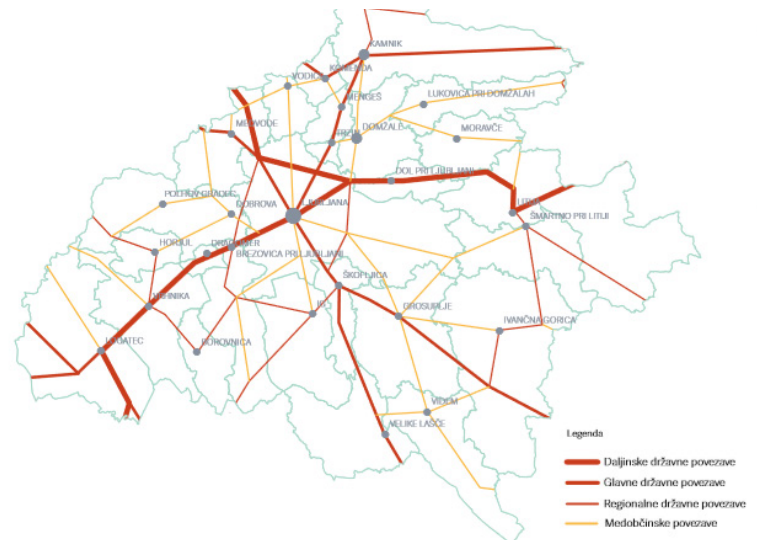 KAMNIK
KOMENDA
VODICE
LUKOVICA PRI DOMŽALAH
MENGEŠ
MEDVODE
DOMŽALE
TRZIN
MORAVČE
DOL PRI LJUBLJANI
POLHOV GRADEC
DOBROVA
LJUBLJANA
LITIJA
ŠMARTNO PRI LITIJI
HORJUL
DRAGOMER
BREZOVICA PRI LJUBLJANI
ŠKOFLJICA
VRHNIKA
IG
GROSUPLJE
IVANČNA GORICA
LOGATEC
BOROVNICA
VIDEM
VELIKE LAŠČE
Legenda
Daljinske državne povezave
Glavne državne povezave
Regionalne državne povezave
Medobčinske povezave